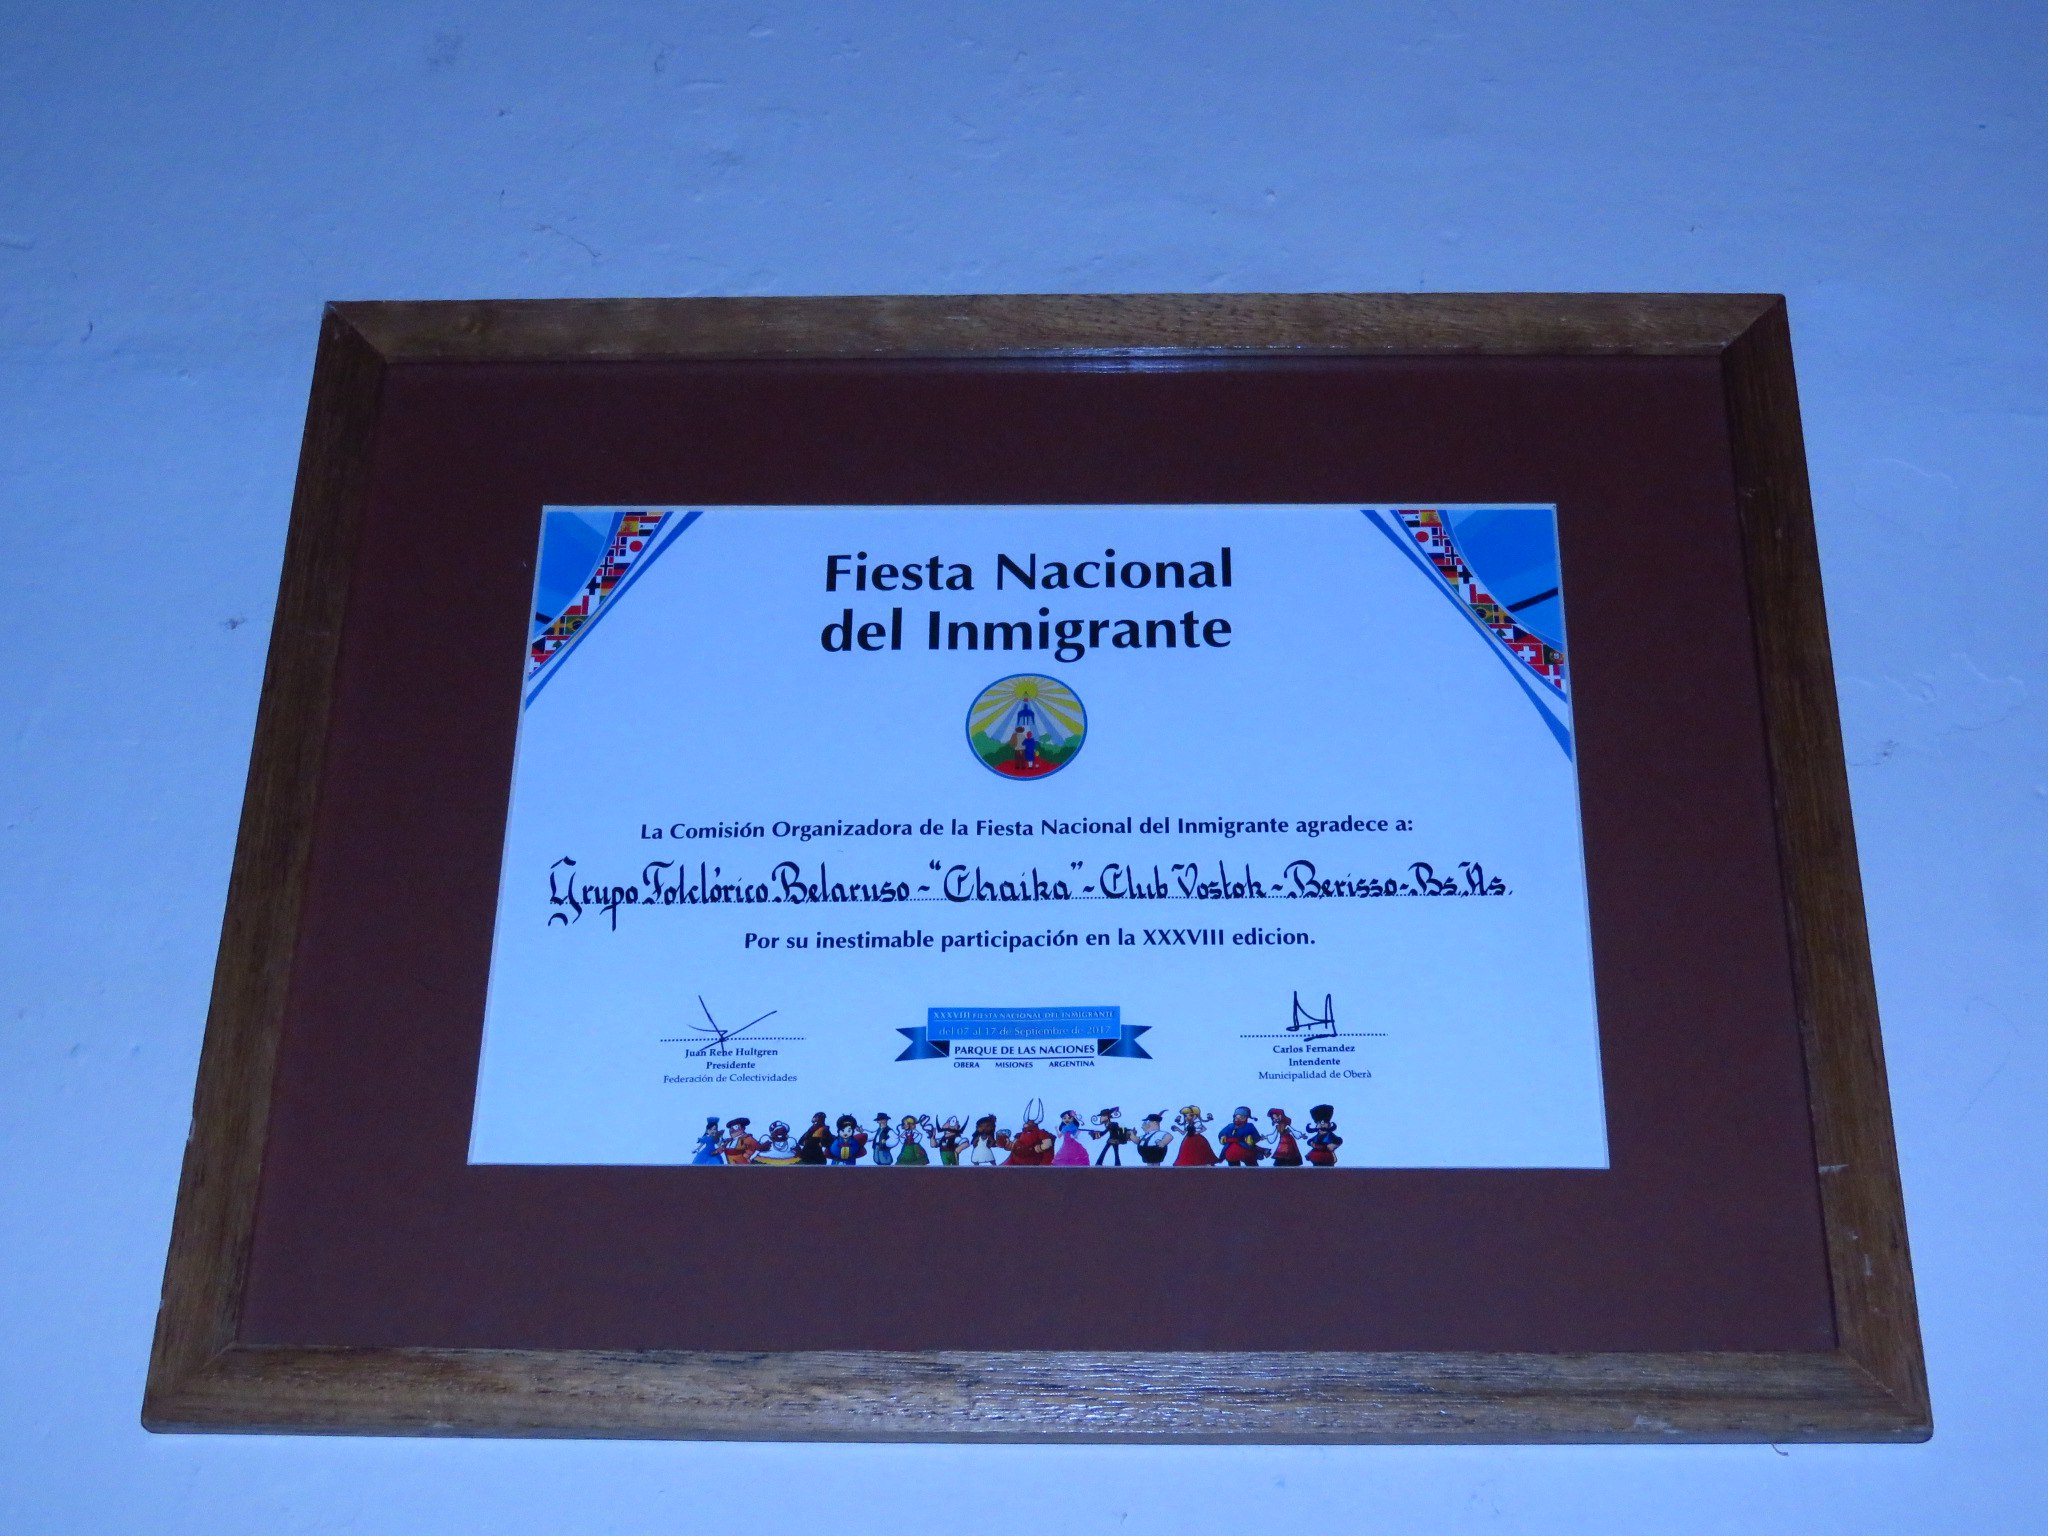 Fiesta Nacional
del Inmigrante
La Comisión Organizadora de la Fiesta Nacional del Inmigrante agradece a:
Grupo Folclórico Belaruso - "Chaika" - Club Vostok - Berisso - Bs. As.
Por su inestimable participación en la XXXVIII edicion.
XXXVIII FIESTA NACIONAL DEL INMIGRANTE
del 07 al 17 de Septiembre de 2017
PARQUE DE LAS NACIONES
OBERA MISIONES ARGENTINA
Juan Rene Hultgren
Presidente
Federación de Colectividades
Carlos Fernandez
Intendente
Municipalidad de Oberà